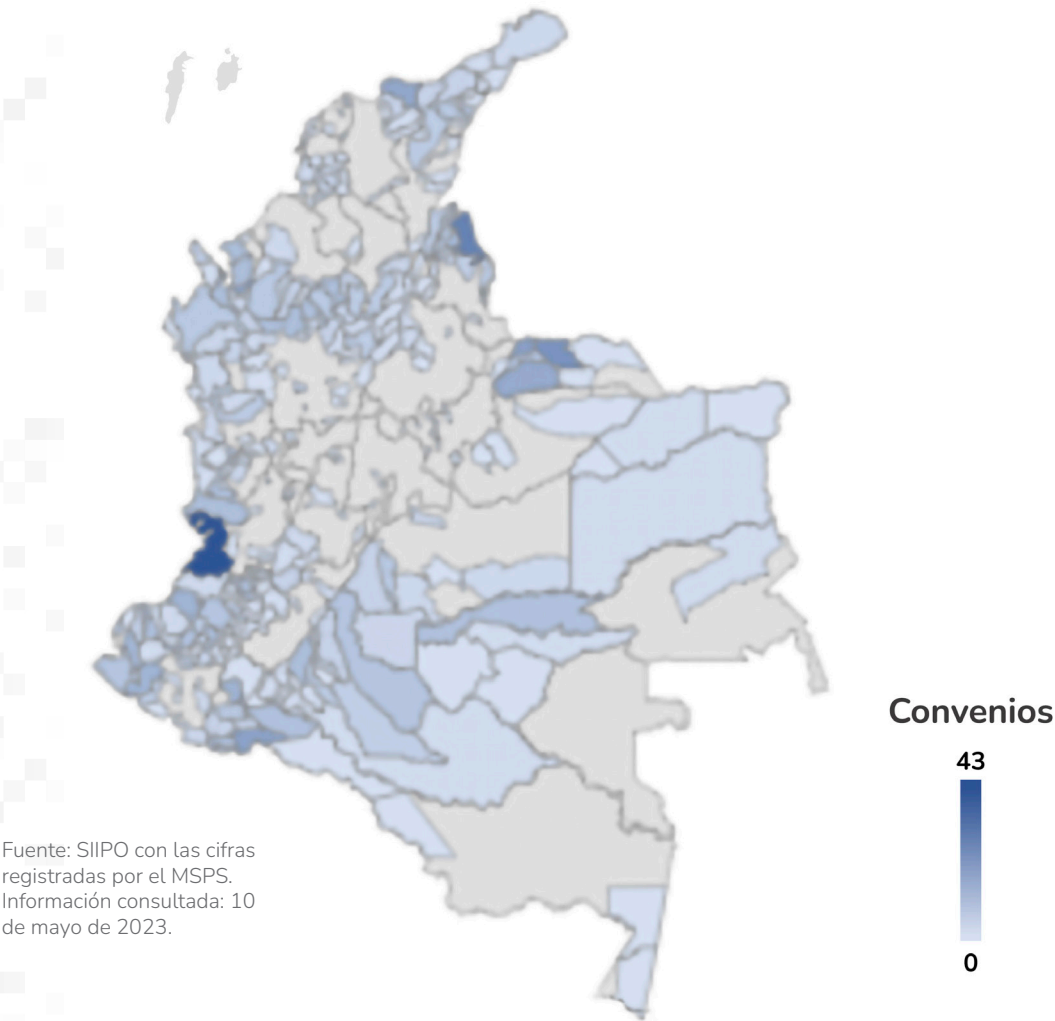 Convenios
43
0
Fuente: SIIPO con las cifras
registradas por el MSPS.
Información consultada: 10
de mayo de 2023.